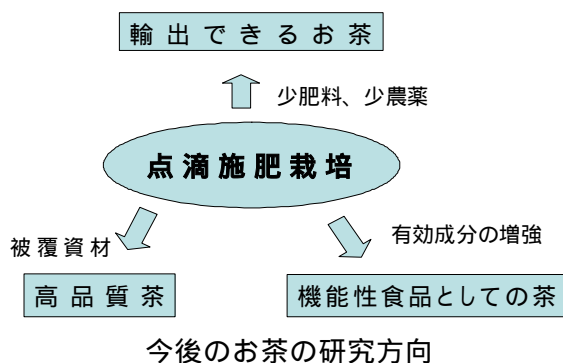 輸出できるお茶
少肥料、少農薬
点滴施肥栽培
被覆資材
有効成分の増強
高品質茶
機能性食品としての茶
今後のお茶の研究方向